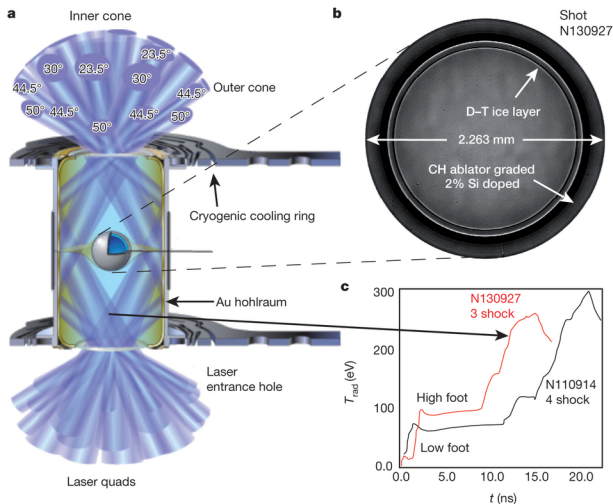 a
Inner cone
23.5°
30°
23.5°
30°
44.5°
44.5°
Outer cone
50°
44.5°
44.5°
50°
50°
Cryogenic cooling ring
Au hohlraum
Laser
entrance hole
Laser quads
b
Shot
N130927
D–T ice layer
2.263 mm
CH ablator graded
2% Si doped
c
300
200
100
0.0
T rad (eV)
N130927
3 shock
High foot
Low foot
N110914
4 shock
0.0
5.0
10.0
15.0
20.0
t (ns)